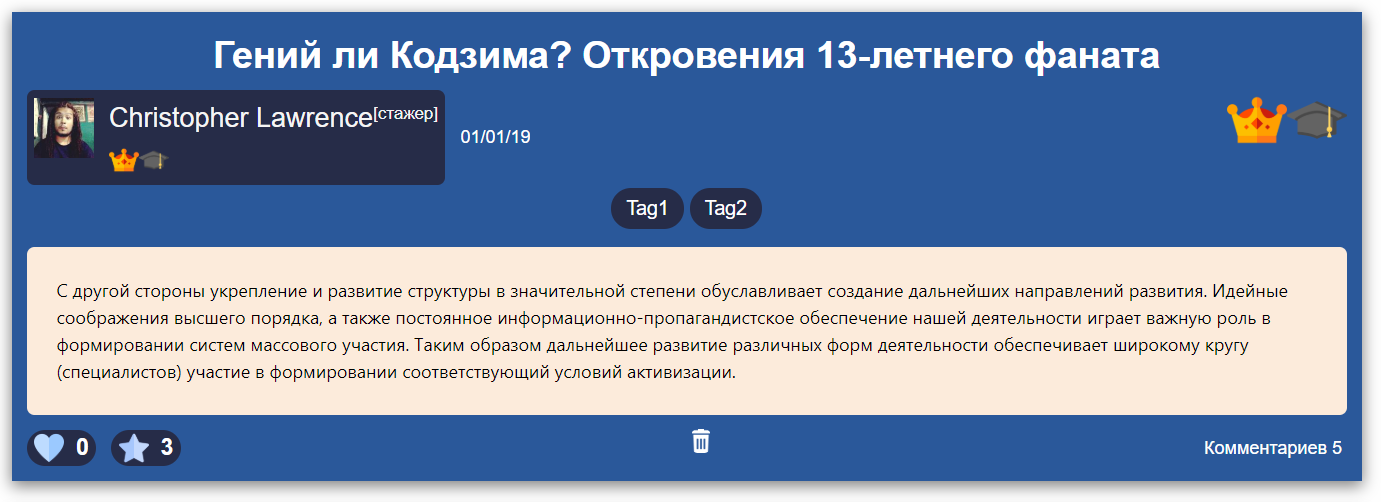 Гений ли Кодзима? Откровения 13-летнего фаната
Christopher Lawrence[стажер]
01/01/19
Tag1 Tag2
С другой стороны укрепление и развитие структуры в значительной степени обуславливает создание дальнейших направлений развития. Идейные
соображения высшего порядка, а также постоянное информационно-пропагандистское обеспечение нашей деятельности играет важную роль в
формировании систем массового участия. Таким образом дальнейшее развитие различных форм деятельности обеспечивает широкому кругу
(специалистов) участие в формировании соответствующий условий активизации.
0 3 Комментариев 5